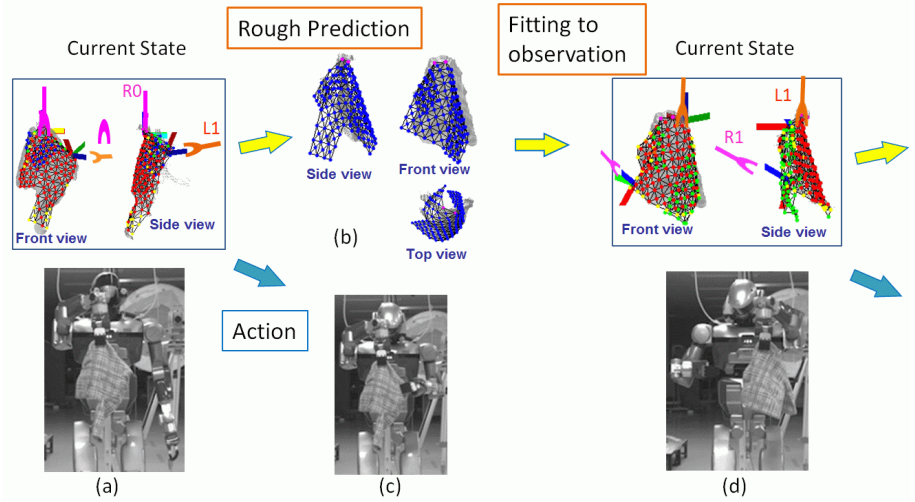 Current State
Rough Prediction
Fitting to
observation
Current State
R0
L1
Front view
Side view
Side view
Front view
Top view
(b)
L1
R1
Front view
Side view
Action
(a)
(c)
(d)